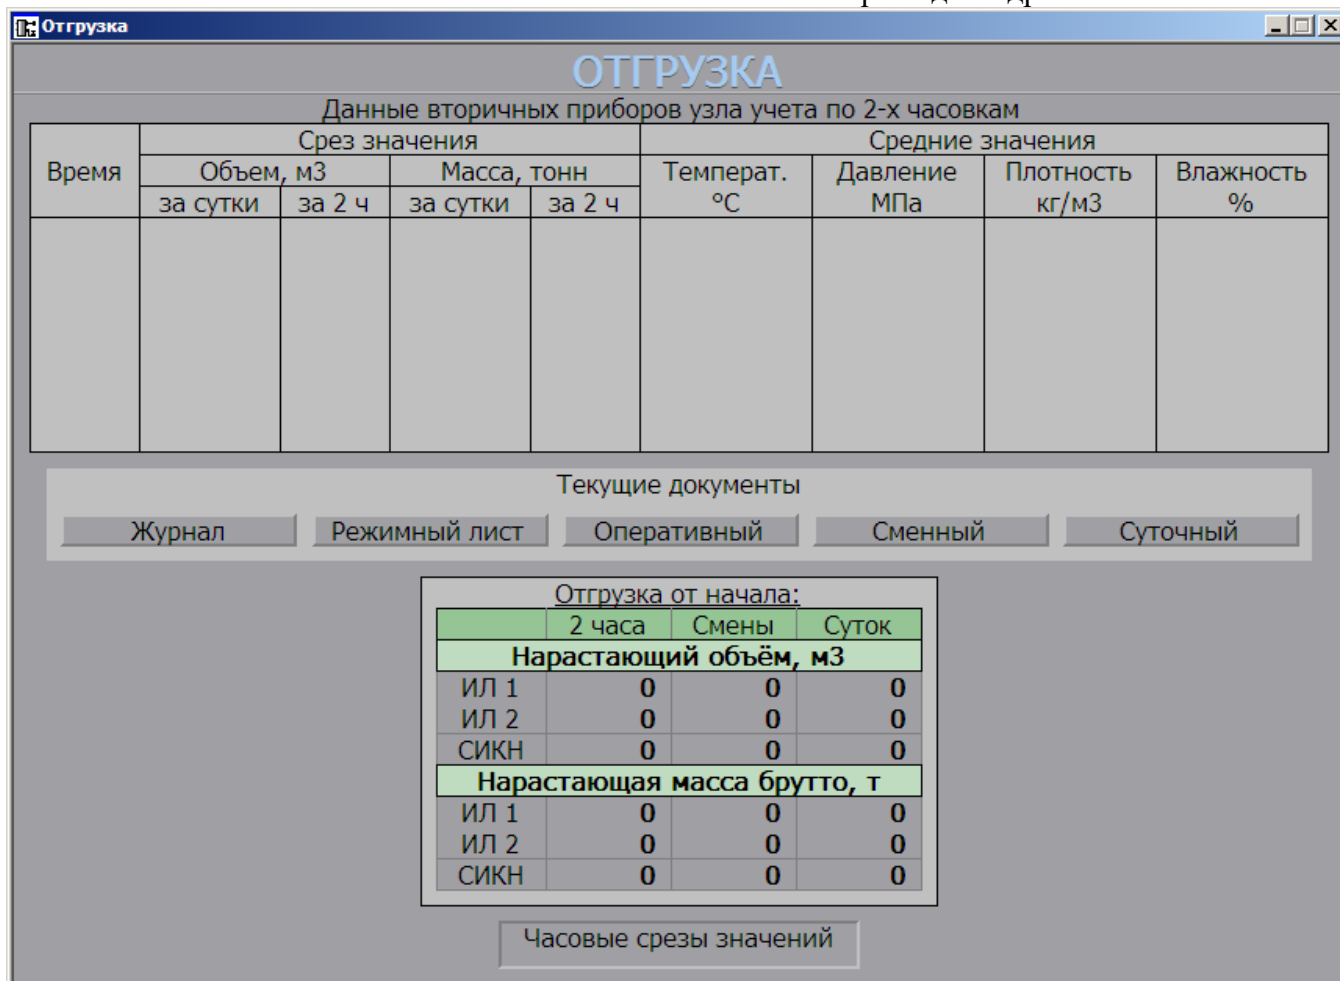 Отгрузка
ОТГРУЗКА
Данные вторичных приборов узла учета по 2-х часовкам
Время
Срез значения
Средние значения
Объем, м3
Масса, тонн
Температ. °C
Давление МПа
Плотность кг/м3
Влажность %
за сутки
за 2 ч
за сутки
за 2 ч
Текущие документы
Журнал
Режимный лист
Оперативный
Сменный
Суточный
Отгрузка от начала:
2 часа Смены Суток
Нарастающий объём, м3
ИЛ 1 0 0 0
ИЛ 2 0 0 0
СИКН 0 0 0
Нарастающая масса брутто, т
ИЛ 1 0 0 0
ИЛ 2 0 0 0
СИКН 0 0 0
Часовые срезы значений